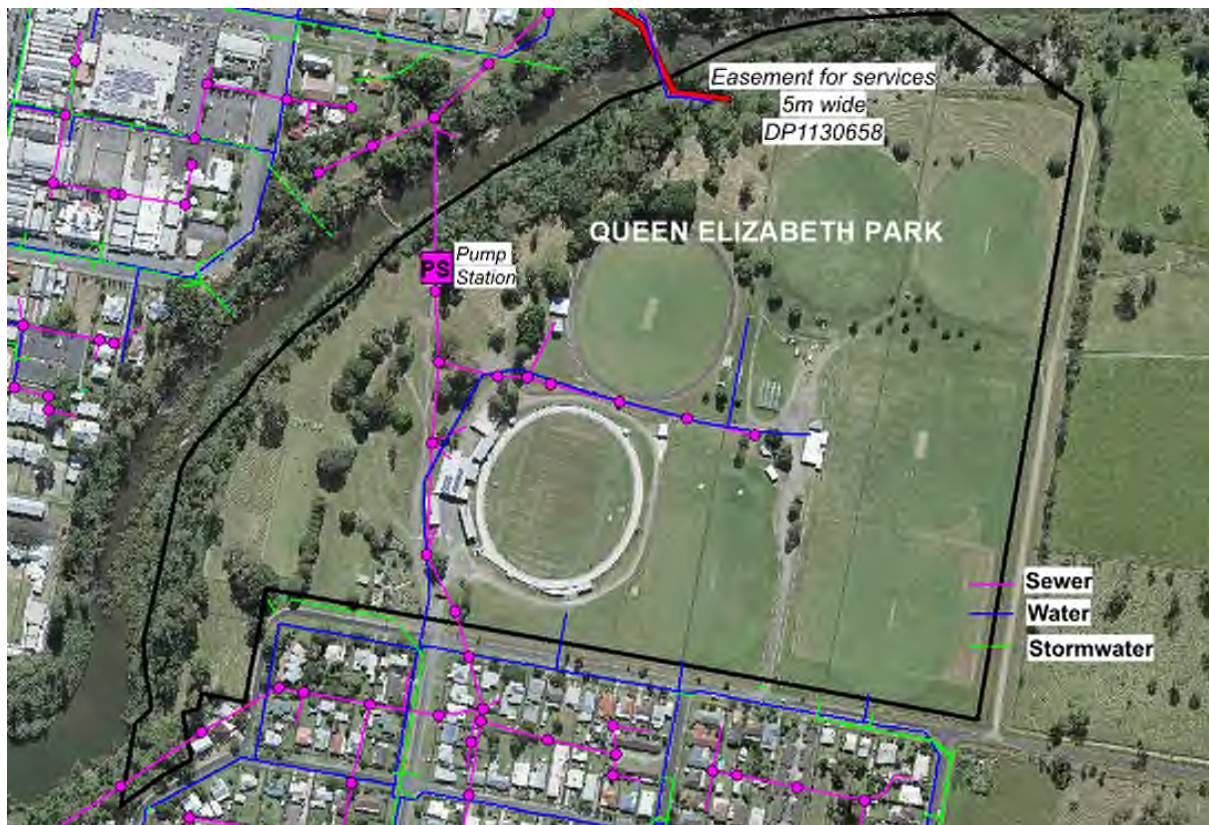 Easement for services
5m wide
DP1130658
QUEEN ELIZABETH PARK
PS
Pump
Station
Sewer
Water
Stormwater